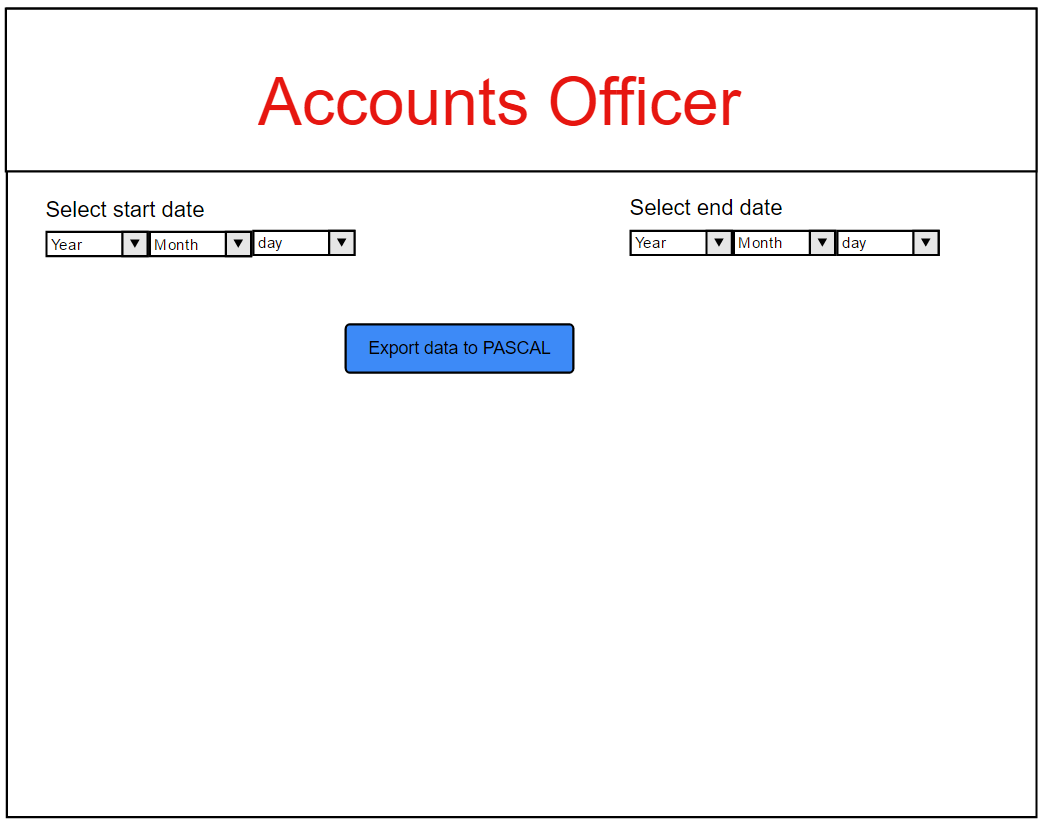 Accounts Officer
Select start date
Year Month day
Select end date
Year Month day
Export data to PASCAL